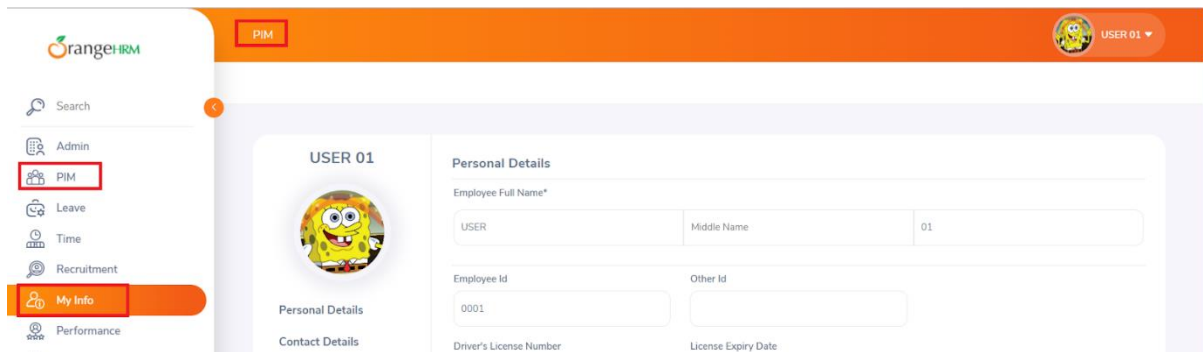 OrangeHRM
PIM
USER 01
Search
Admin
PIM
Leave
Time
Recruitment
My Info
Performance
USER 01
Personal Details
Contact Details
Personal Details
Employee Full Name*
USER Middle Name 01
Employee Id Other Id
0001
Driver's License Number License Expiry Date